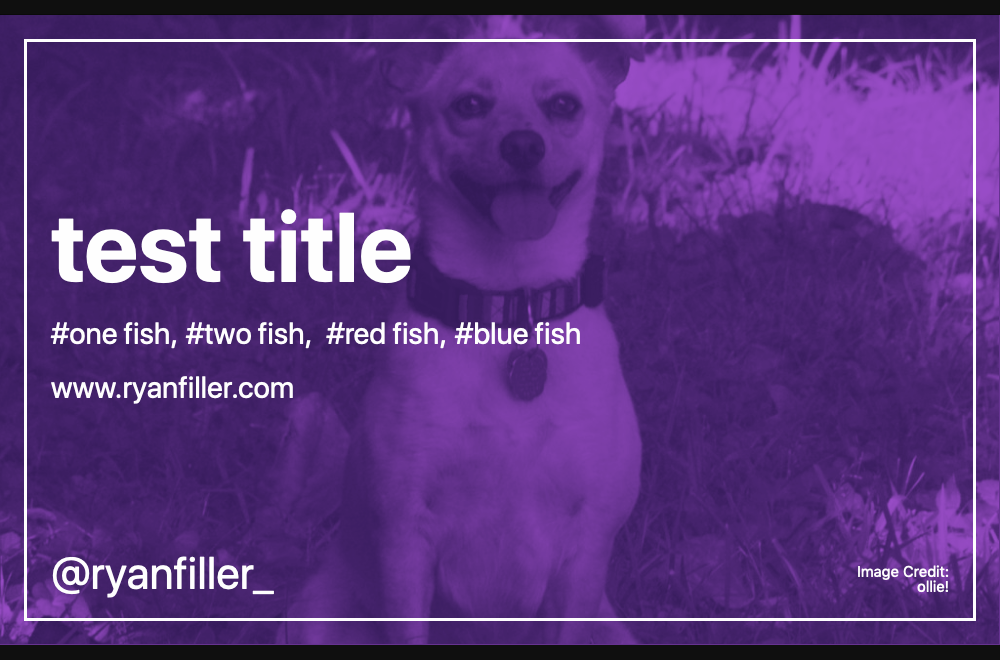 test title
#one fish, #two fish,  #red fish, #blue fish
www.ryanfiller.com
@ryanfiller_
Image Credit:
ollie!